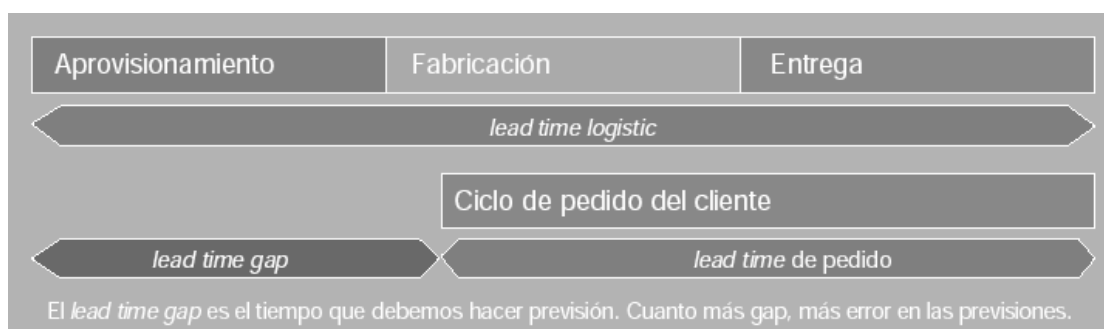 Aprovisionamiento Fabricación Entrega
lead time logistic
Ciclo de pedido del cliente
lead time gap lead time de pedido
El lead time gap es el tiempo que debemos hacer previsión. Cuanto más gap, más error en las previsiones.